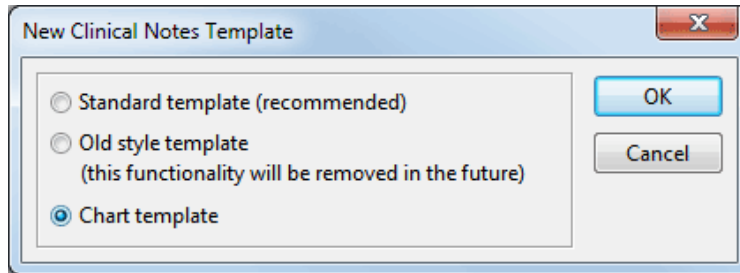 New Clinical Notes Template
Standard template (recommended)
Old style template
(this functionality will be removed in the future)
Chart template
OK
Cancel